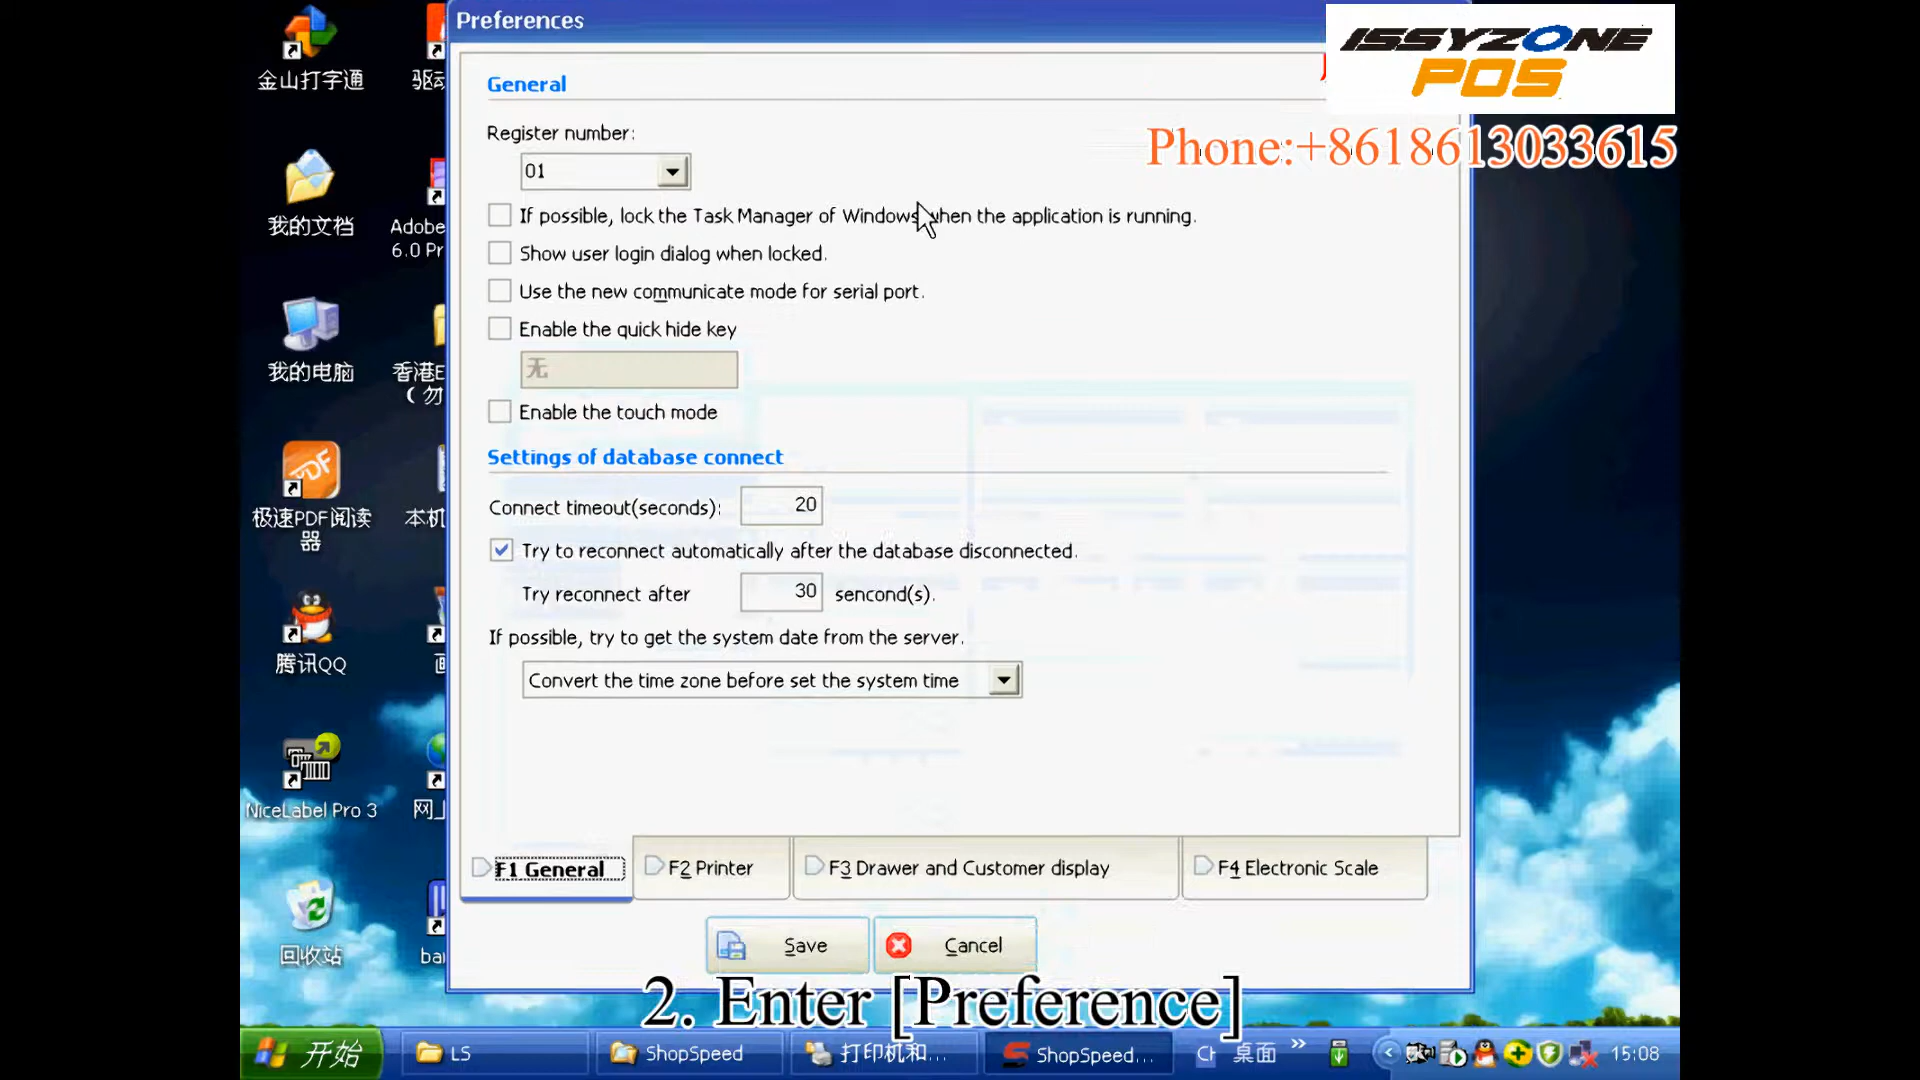 Preferences
ISSYZONE
POS
Phone:+8618613033615
General
Register number:
01
If possible, lock the Task Manager of Windows when the application is running.
Show user login dialog when locked.
Use the new communicate mode for serial port.
Enable the quick hide key
无
Enable the touch mode
Settings of database connect
Connect timeout(seconds): 20
Try to reconnect automatically after the database disconnected.
Try reconnect after 30 sencond(s).
If possible, try to get the system date from the server.
Convert the time zone before set the system time
F1 General
F2 Printer
F3 Drawer and Customer display
F4 Electronic Scale
Save
Cancel
2. Enter [Preference]
金山打字通
我的文档
Adobe
6.0 Pr
我的电脑
香港E
(勿
极速PDF阅读
器
本机
腾讯QQ
NiceLabel Pro 3
网上
回收站
bar
开始
LS
ShopSpeed
打印机和...
ShopSpeed...
CH
桌面
15:08